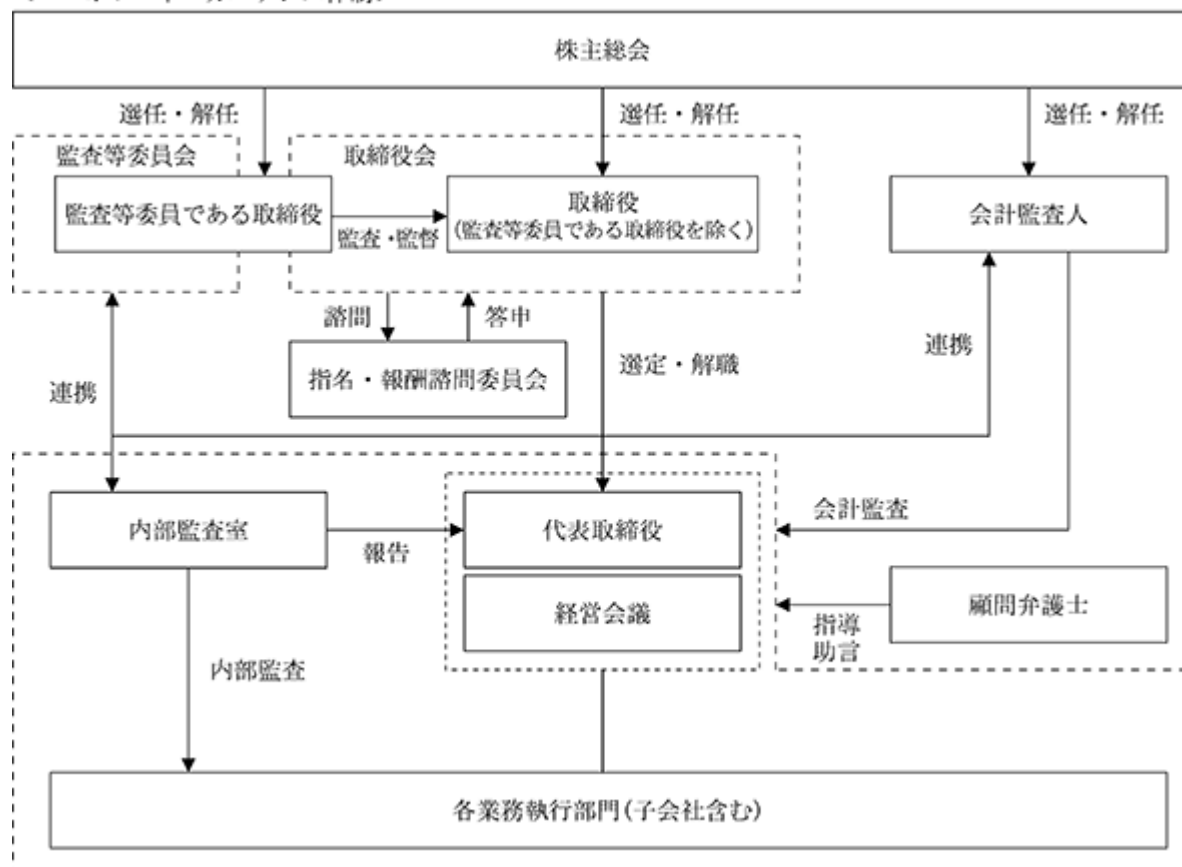 株主総会
選任・解任
選任・解任
選任・解任
監査等委員会
取締役会
監査等委員である取締役
監査・監督
取締役
(監査等委員である取締役を除く)
会計監査人
諮問
答申
連携
指名・報酬諮問委員会
選定・解職
連携
内部監査室
報告
代表取締役
会計監査
経営会議
顧問弁護士
指導
助言
内部監査
各業務執行部門(子会社含む)